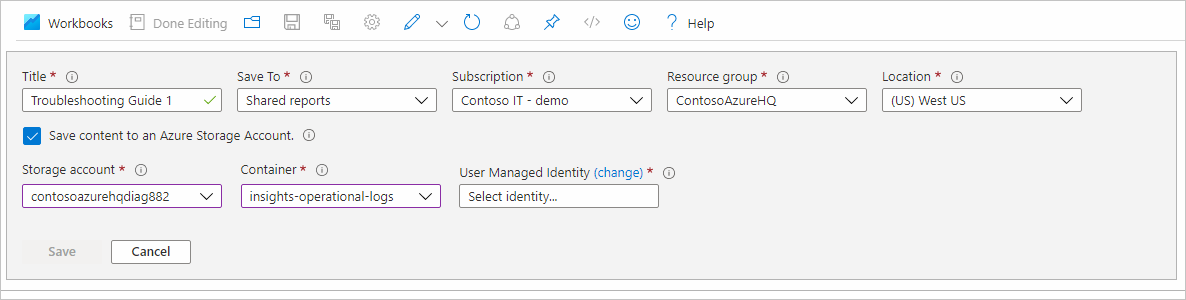 Workbooks Done Editing </> ? Help
Title * Save To * Subscription * Resource group * Location *
Troubleshooting Guide 1 Shared reports Contoso IT - demo ContosoAzureHQ (US) West US
Save content to an Azure Storage Account.
Storage account * Container * User Managed Identity (change) *
contosoazurehqdiag882 insights-operational-logs Select identity...
Save Cancel